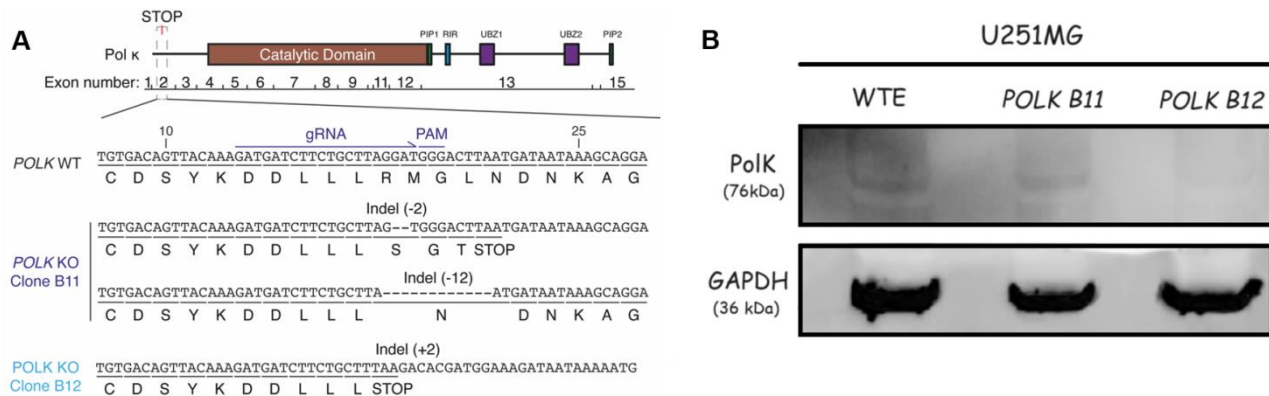 A
STOP
Pol κ
Catalytic Domain
PIP1 RIR UBZ1 UBZ2 PIP2
Exon number: 1 2 3 4 5 6 7 8 9 11 12 13 15
10 gRNA PAM 25
POLK WT
TGTGACAGTTACAAAGATGATCTTCTGCTTAGGATGGGACTTAATGATAATAAAGCAGGA
C D S Y K D D L L L R M G L N D N K A G
Indel (-2)
TGTGACAGTTACAAAGATGATCTTCTGCTTAG--TGGGACTTAATGATAATAAAGCAGGA
C D S Y K D D L L L S G T STOP
POLK KO
Clone B11
Indel (-12)
TGTGACAGTTACAAAGATGATCTTCTGCTTA------------ATGATAATAAAGCAGGA
C D S Y K D D L L L N D N K A G
Indel (+2)
POLK KO
Clone B12
TGTGACAGTTACAAAGATGATCTTCTGCTTTAAGACACGATGGAAAGATAATAAAAATG
C D S Y K D D L L L STOP
B
U251MG
WTE POLK B11 POLK B12
PolK
(76kDa)
GAPDH
(36 kDa)